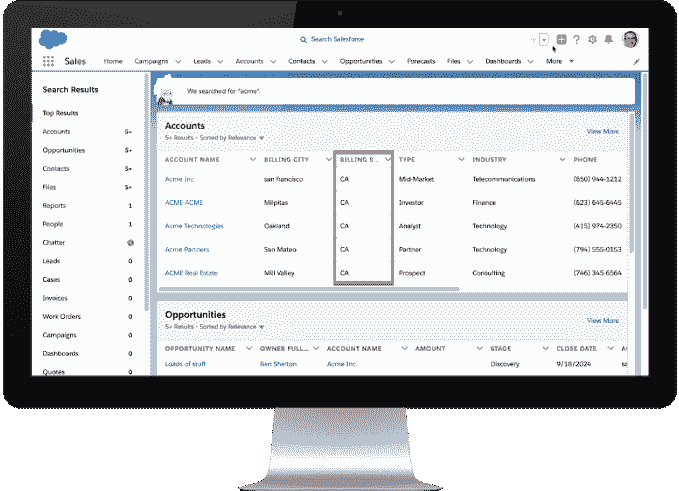 Search Salesforce
Sales Home Campaigns Leads Accounts Contacts Opportunities Forecasts Files Dashboards More
Search Results
We searched for "acme".
Top Results
Accounts 5+
Opportunities 5+
Contacts 5+
Files 5+
Reports 1
People 1
Chatter
Leads 0
Cases 0
Invoices 0
Work Orders 0
Campaigns 0
Dashboards 0
Quotes 0
Accounts
5+ Results • Sorted by Relevance
View More
ACCOUNT NAME BILLING CITY BILLING S... TYPE INDUSTRY PHONE
Acme Inc. san francisco CA Mid-Market Telecommunications (650) 944-1212
ACME ACME Milpitas CA Investor Finance (623) 645-6445
Acme Technologies Oakland CA Analyst Technology (415) 974-2350
Acme Partners San Mateo CA Partner Technology (794) 555-0153
ACME Real Estate Mill Valley CA Prospect Consulting (746) 345-6564
Opportunities
5+ Results • Sorted by Relevance
View More
OPPORTUNITY NAME OWNER FULL... ACCOUNT NAME AMOUNT STAGE CLOSE DATE
Loads of stuff Ben Shelton Acme Inc. Discovery 9/18/2024